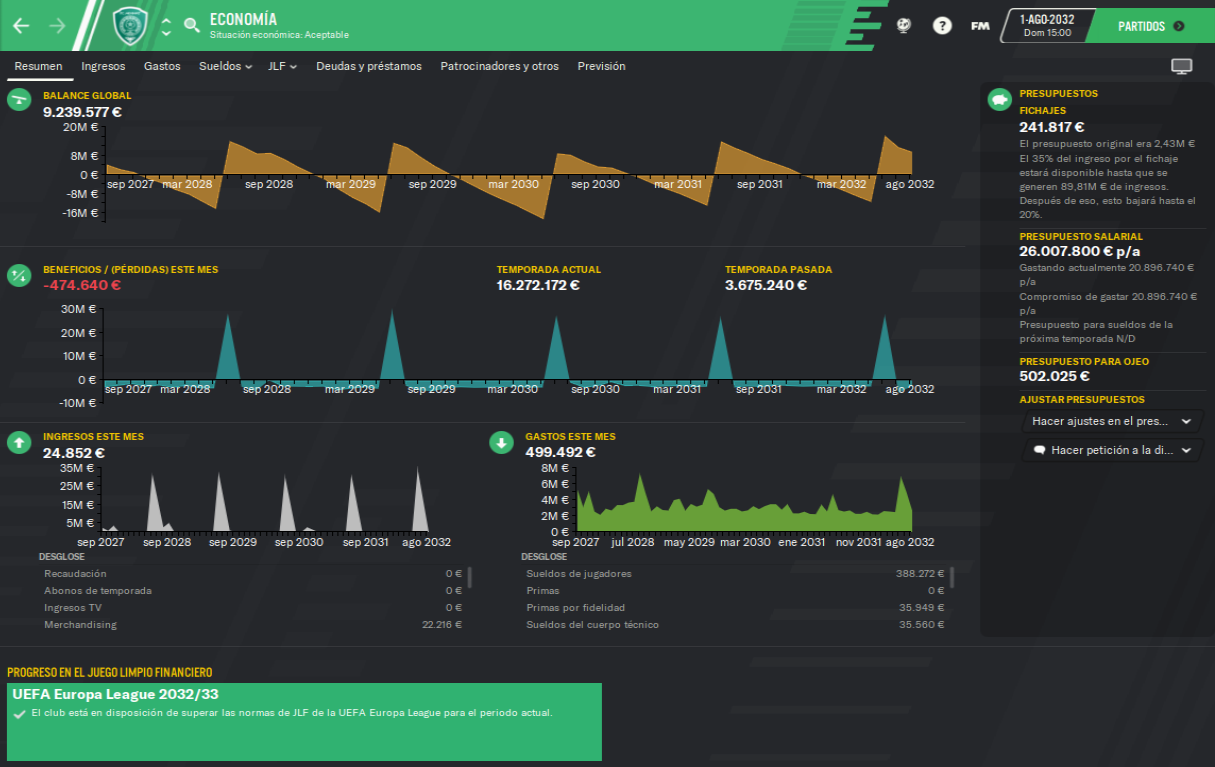 ECONOMÍA
Situación económica: Aceptable
FM
1-AGO-2032
Dom 15:00
PARTIDOS
Resumen Ingresos Gastos Sueldos JLF Deudas y préstamos Patrocinadores y otros Previsión
BALANCE GLOBAL
9.239.577 €
20M €
8M €
0 €
-8M €
-16M €
sep 2027 mar 2028 sep 2028 mar 2029 sep 2029 mar 2030 sep 2030 mar 2031 sep 2031 mar 2032 ago 2032
BENEFICIOS / (PÉRDIDAS) ESTE MES
-474.640 €
TEMPORADA ACTUAL
16.272.172 €
TEMPORADA PASADA
3.675.240 €
30M €
20M €
10M €
0 €
-10M €
sep 2027 mar 2028 sep 2028 mar 2029 sep 2029 mar 2030 sep 2030 mar 2031 sep 2031 mar 2032 ago 2032
INGRESOS ESTE MES
24.852 €
35M €
25M €
15M €
5M €
sep 2027 sep 2028 sep 2029 sep 2030 sep 2031 ago 2032
DESGLOSE
Recaudación 0 €
Abonos de temporada 0 €
Ingresos TV 0 €
Merchandising 22.216 €
GASTOS ESTE MES
499.492 €
8M €
6M €
4M €
2M €
0 €
sep 2027 jul 2028 may 2029 mar 2030 ene 2031 nov 2031 ago 2032
DESGLOSE
Sueldos de jugadores 388.272 €
Primas 0 €
Primas por fidelidad 35.949 €
Sueldos del cuerpo técnico 35.560 €
PRESUPUESTOS
FICHAJES
241.817 €
El presupuesto original era 2,43M €
El 35% del ingreso por el fichaje
estará disponible hasta que se
generen 89,81M € de ingresos.
Después de eso, esto bajará hasta el
20%.
PRESUPUESTO SALARIAL
26.007.800 € p/a
Gastando actualmente 20.896.740 €
p/a
Compromiso de gastar 20.896.740 €
p/a
Presupuesto para sueldos de la
próxima temporada N/D
PRESUPUESTO PARA OJEO
502.025 €
AJUSTAR PRESUPUESTOS
Hacer ajustes en el pres...
Hacer petición a la di...
PROGRESO EN EL JUEGO LIMPIO FINANCIERO
UEFA Europa League 2032/33
El club está en disposición de superar las normas de JLF de la UEFA Europa League para el periodo actual.